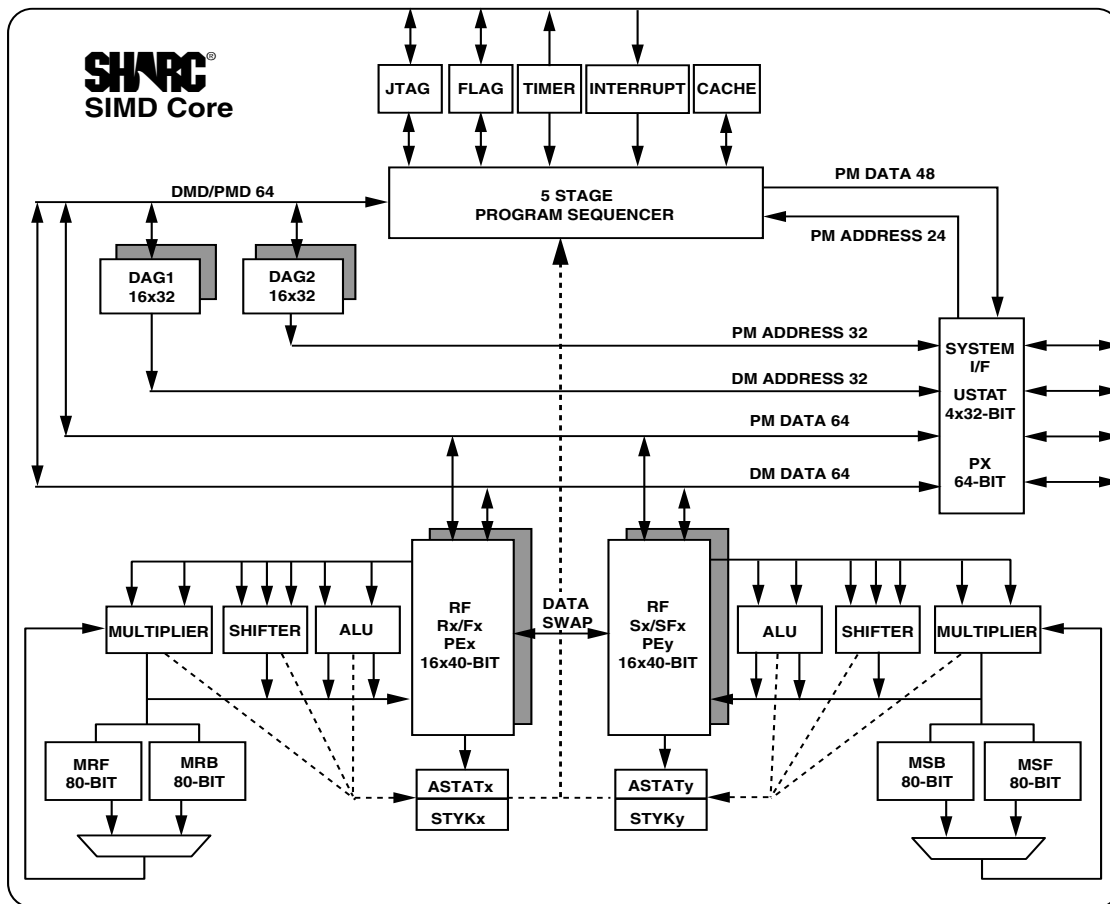 SHARC®
SIMD Core
JTAG
FLAG
TIMER
INTERRUPT
CACHE
DMD/PMD 64
5 STAGE
PROGRAM SEQUENCER
PM DATA 48
PM ADDRESS 24
DAG1
16x32
DAG2
16x32
PM ADDRESS 32
DM ADDRESS 32
PM DATA 64
DM DATA 64
SYSTEM
I/F
USTAT
4x32-BIT
PX
64-BIT
MULTIPLIER
SHIFTER
ALU
RF
Rx/Fx
PEx
16x40-BIT
DATA
SWAP
RF
Sx/SFx
PEy
16x40-BIT
ALU
SHIFTER
MULTIPLIER
MRF
80-BIT
MRB
80-BIT
ASTATx
STYKx
ASTATy
STYKy
MSB
80-BIT
MSF
80-BIT